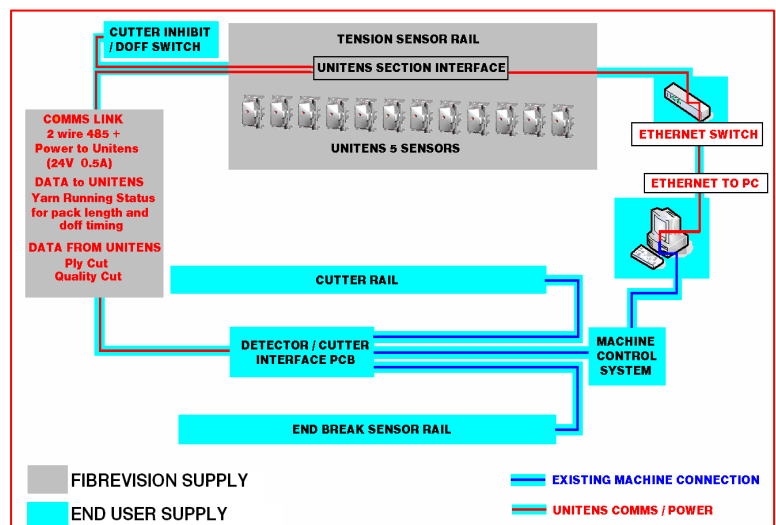 CUTTER INHIBIT
/ DOFF SWITCH
TENSION SENSOR RAIL
UNITENS SECTION INTERFACE
UNITENS 5 SENSORS
ETHERNET SWITCH
ETHERNET TO PC
COMMS LINK
2 wire 485 +
Power to Unitens
(24V 0.5A)
DATA to UNITENS
Yarn Running Status
for pack length and
doff timing
DATA FROM UNITENS
Ply Cut
Quality Cut
CUTTER RAIL
DETECTOR / CUTTER
INTERFACE PCB
MACHINE
CONTROL
SYSTEM
END BREAK SENSOR RAIL
FIBREVISION SUPPLY
END USER SUPPLY
EXISTING MACHINE CONNECTION
UNITENS COMMS / POWER